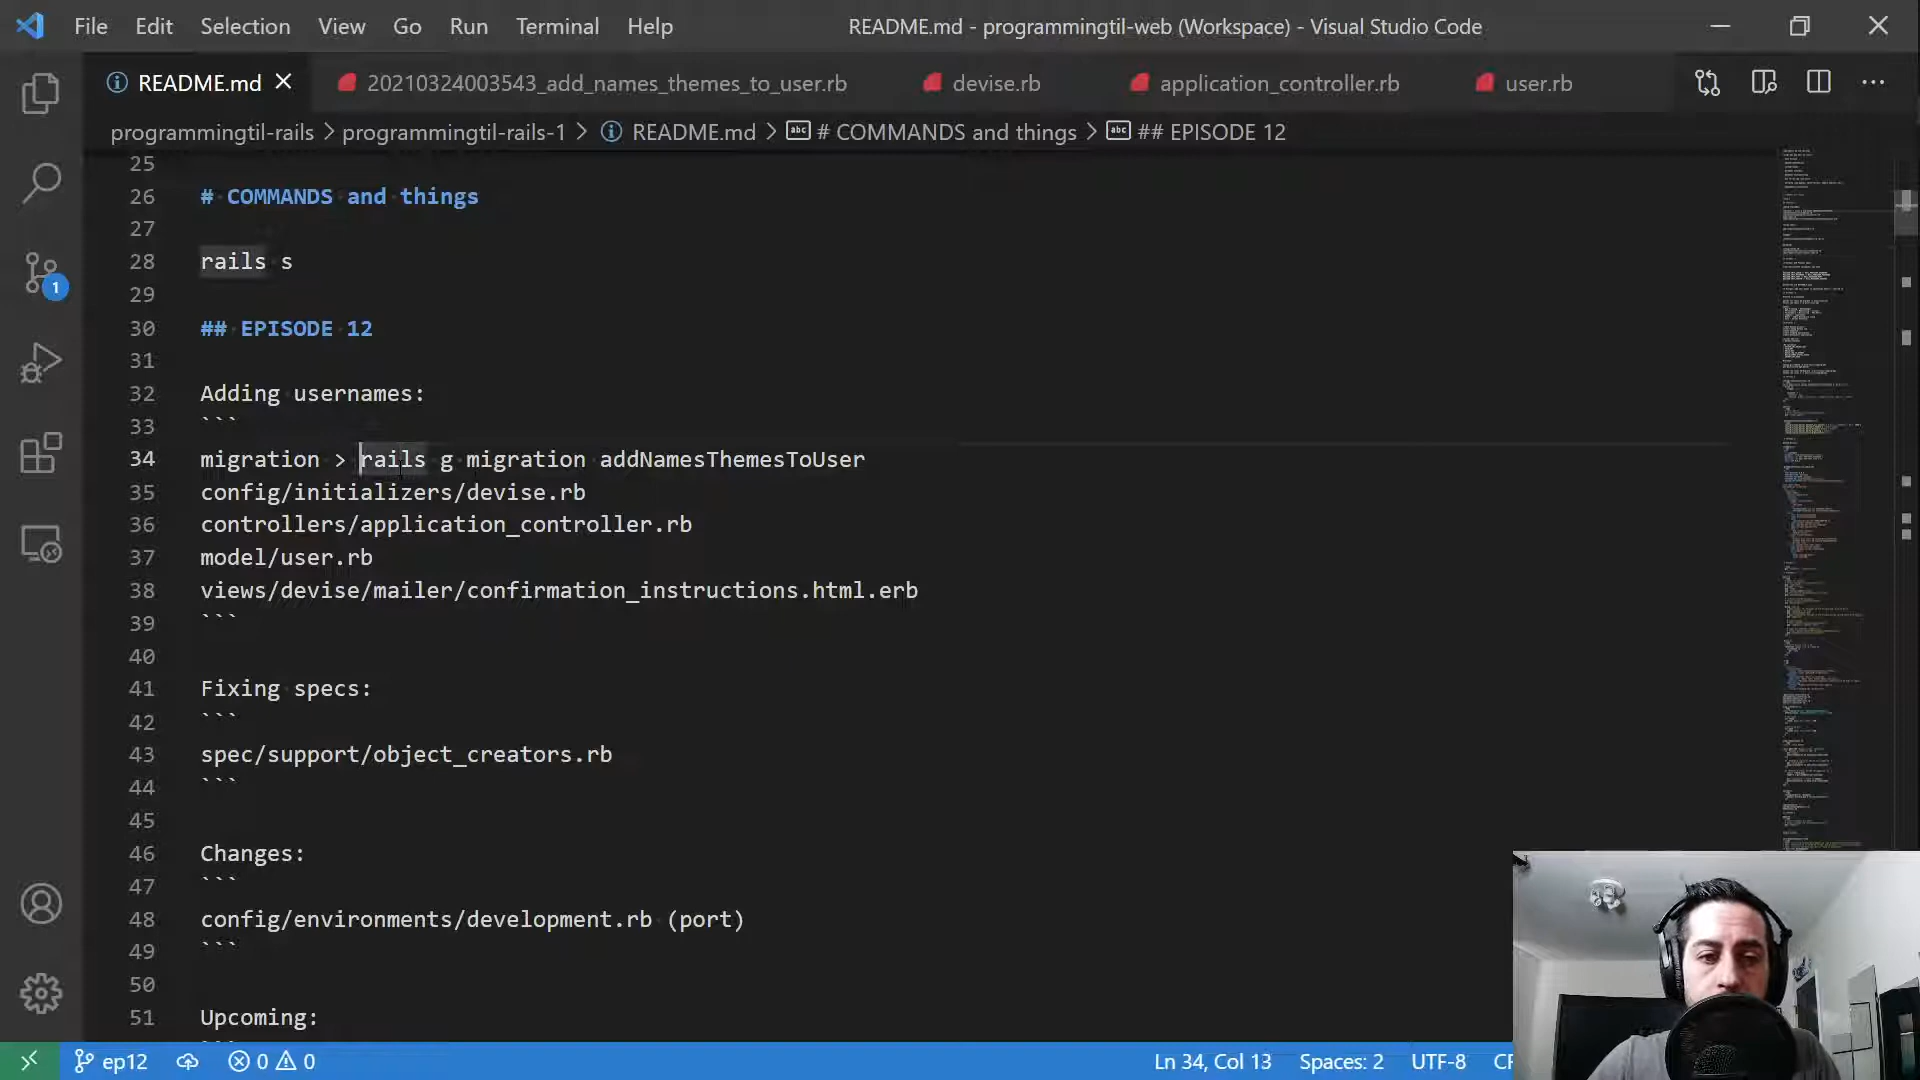 File Edit Selection View Go Run Terminal Help README.md - programmingtil-web (Workspace) - Visual Studio Code
README.md 20210324003543_add_names_themes_to_user.rb devise.rb application_controller.rb user.rb
programmingtil-rails > programmingtil-rails-1 > README.md > # COMMANDS and things > ## EPISODE 12
25
26 # COMMANDS and things
27
28 rails s
29
30 ## EPISODE 12
31
32 Adding usernames:
33 ```
34 migration > rails g migration addNamesThemesToUser
35 config/initializers/devise.rb
36 controllers/application_controller.rb
37 model/user.rb
38 views/devise/mailer/confirmation_instructions.html.erb
39 ```
40
41 Fixing specs:
42 ```
43 spec/support/object_creators.rb
44 ```
45
46 Changes:
47 ```
48 config/environments/development.rb (port)
49 ```
50
51 Upcoming:
1
ep12 0 0 Ln 34, Col 13 Spaces: 2 UTF-8